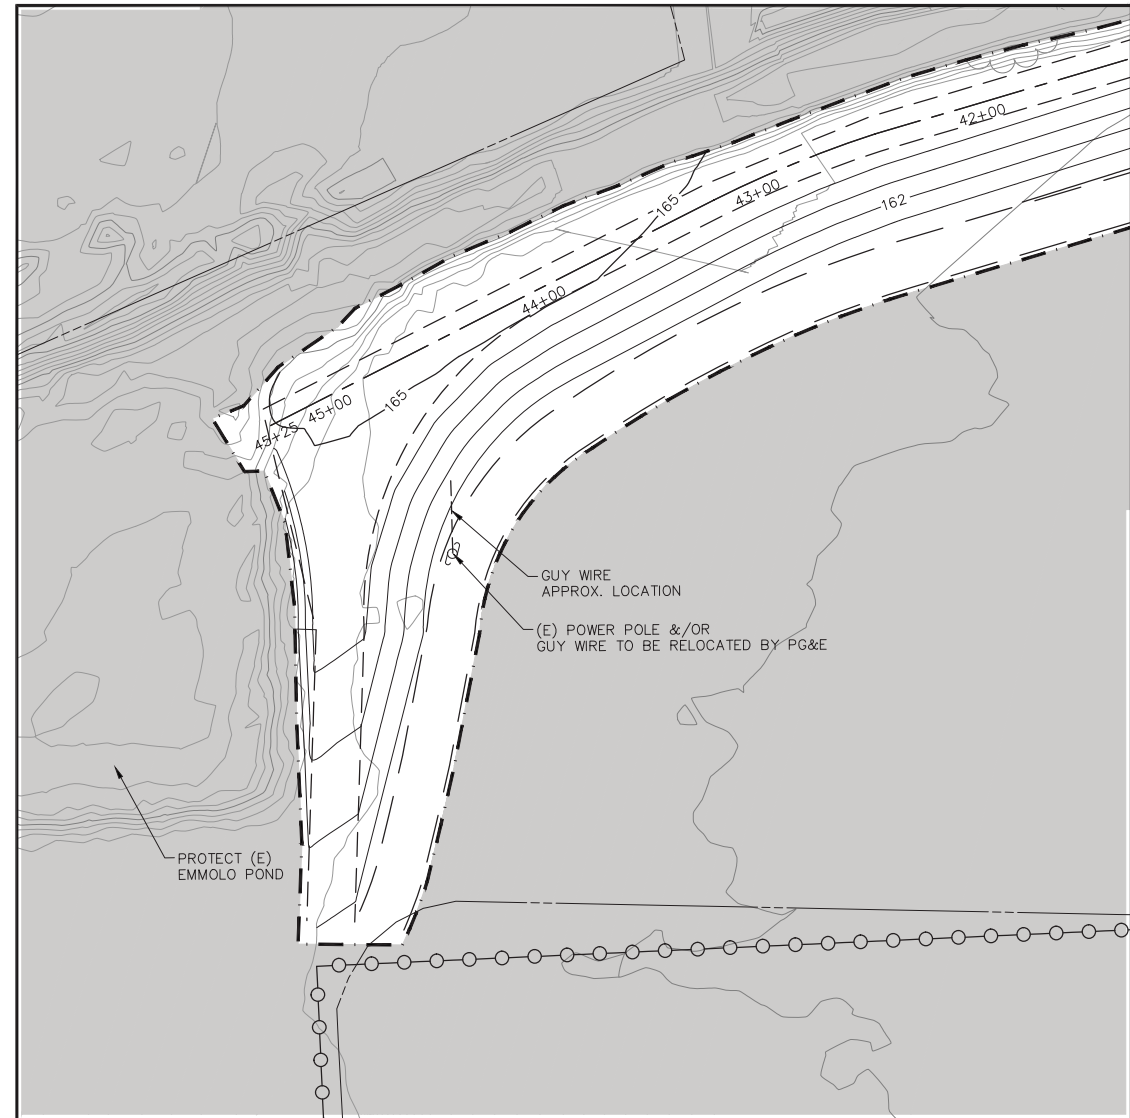 42+00
43+00
165
162
44+00
45+00
165
45+25
GUY WIRE
APPROX. LOCATION
(E) POWER POLE &/OR
GUY WIRE TO BE RELOCATED BY PG&E
PROTECT (E)
EMMOLO POND